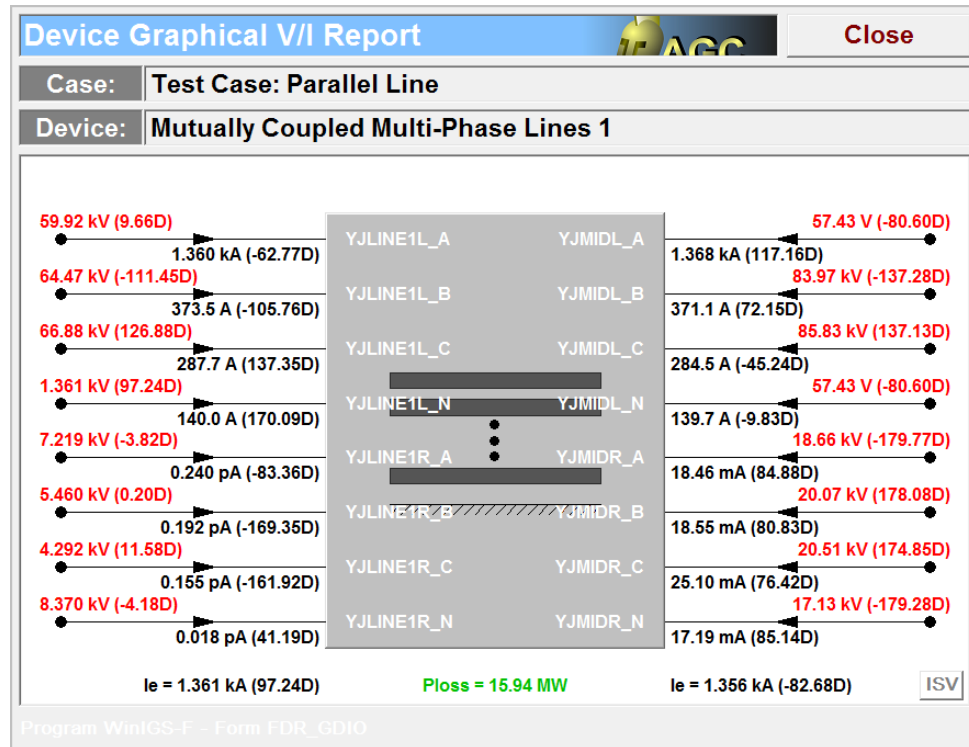 Device Graphical V/I Report
AGC
Close
Case:
Test Case: Parallel Line
Device:
Mutually Coupled Multi-Phase Lines 1
59.92 kV (9.66D)
57.43 V (-80.60D)
YJLINE1L_A
YJMIDL_A
1.360 kA (-62.77D)
1.368 kA (117.16D)
64.47 kV (-111.45D)
83.97 kV (-137.28D)
YJLINE1L_B
YJMIDL_B
373.5 A (-105.76D)
371.1 A (72.15D)
66.88 kV (126.88D)
85.83 kV (137.13D)
YJLINE1L_C
YJMIDL_C
287.7 A (137.35D)
284.5 A (-45.24D)
1.361 kV (97.24D)
57.43 V (-80.60D)
YJLINE1L_N
YJMIDL_N
140.0 A (170.09D)
139.7 A (-9.83D)
7.219 kV (-3.82D)
18.66 kV (-179.77D)
YJLINE1R_A
YJMIDR_A
0.240 pA (-83.36D)
18.46 mA (84.88D)
5.460 kV (0.20D)
20.07 kV (178.08D)
YJLINE1R_B
YJMIDR_B
0.192 pA (-169.35D)
18.55 mA (80.83D)
4.292 kV (11.58D)
20.51 kV (174.85D)
YJLINE1R_C
YJMIDR_C
0.155 pA (-161.92D)
25.10 mA (76.42D)
8.370 kV (-4.18D)
17.13 kV (-179.28D)
YJLINE1R_N
YJMIDR_N
0.018 pA (41.19D)
17.19 mA (85.14D)
Ie = 1.361 kA (97.24D)
Ploss = 15.94 MW
Ie = 1.356 kA (-82.68D)
ISV
Program WinIGS-F - Form FDR_GDIO